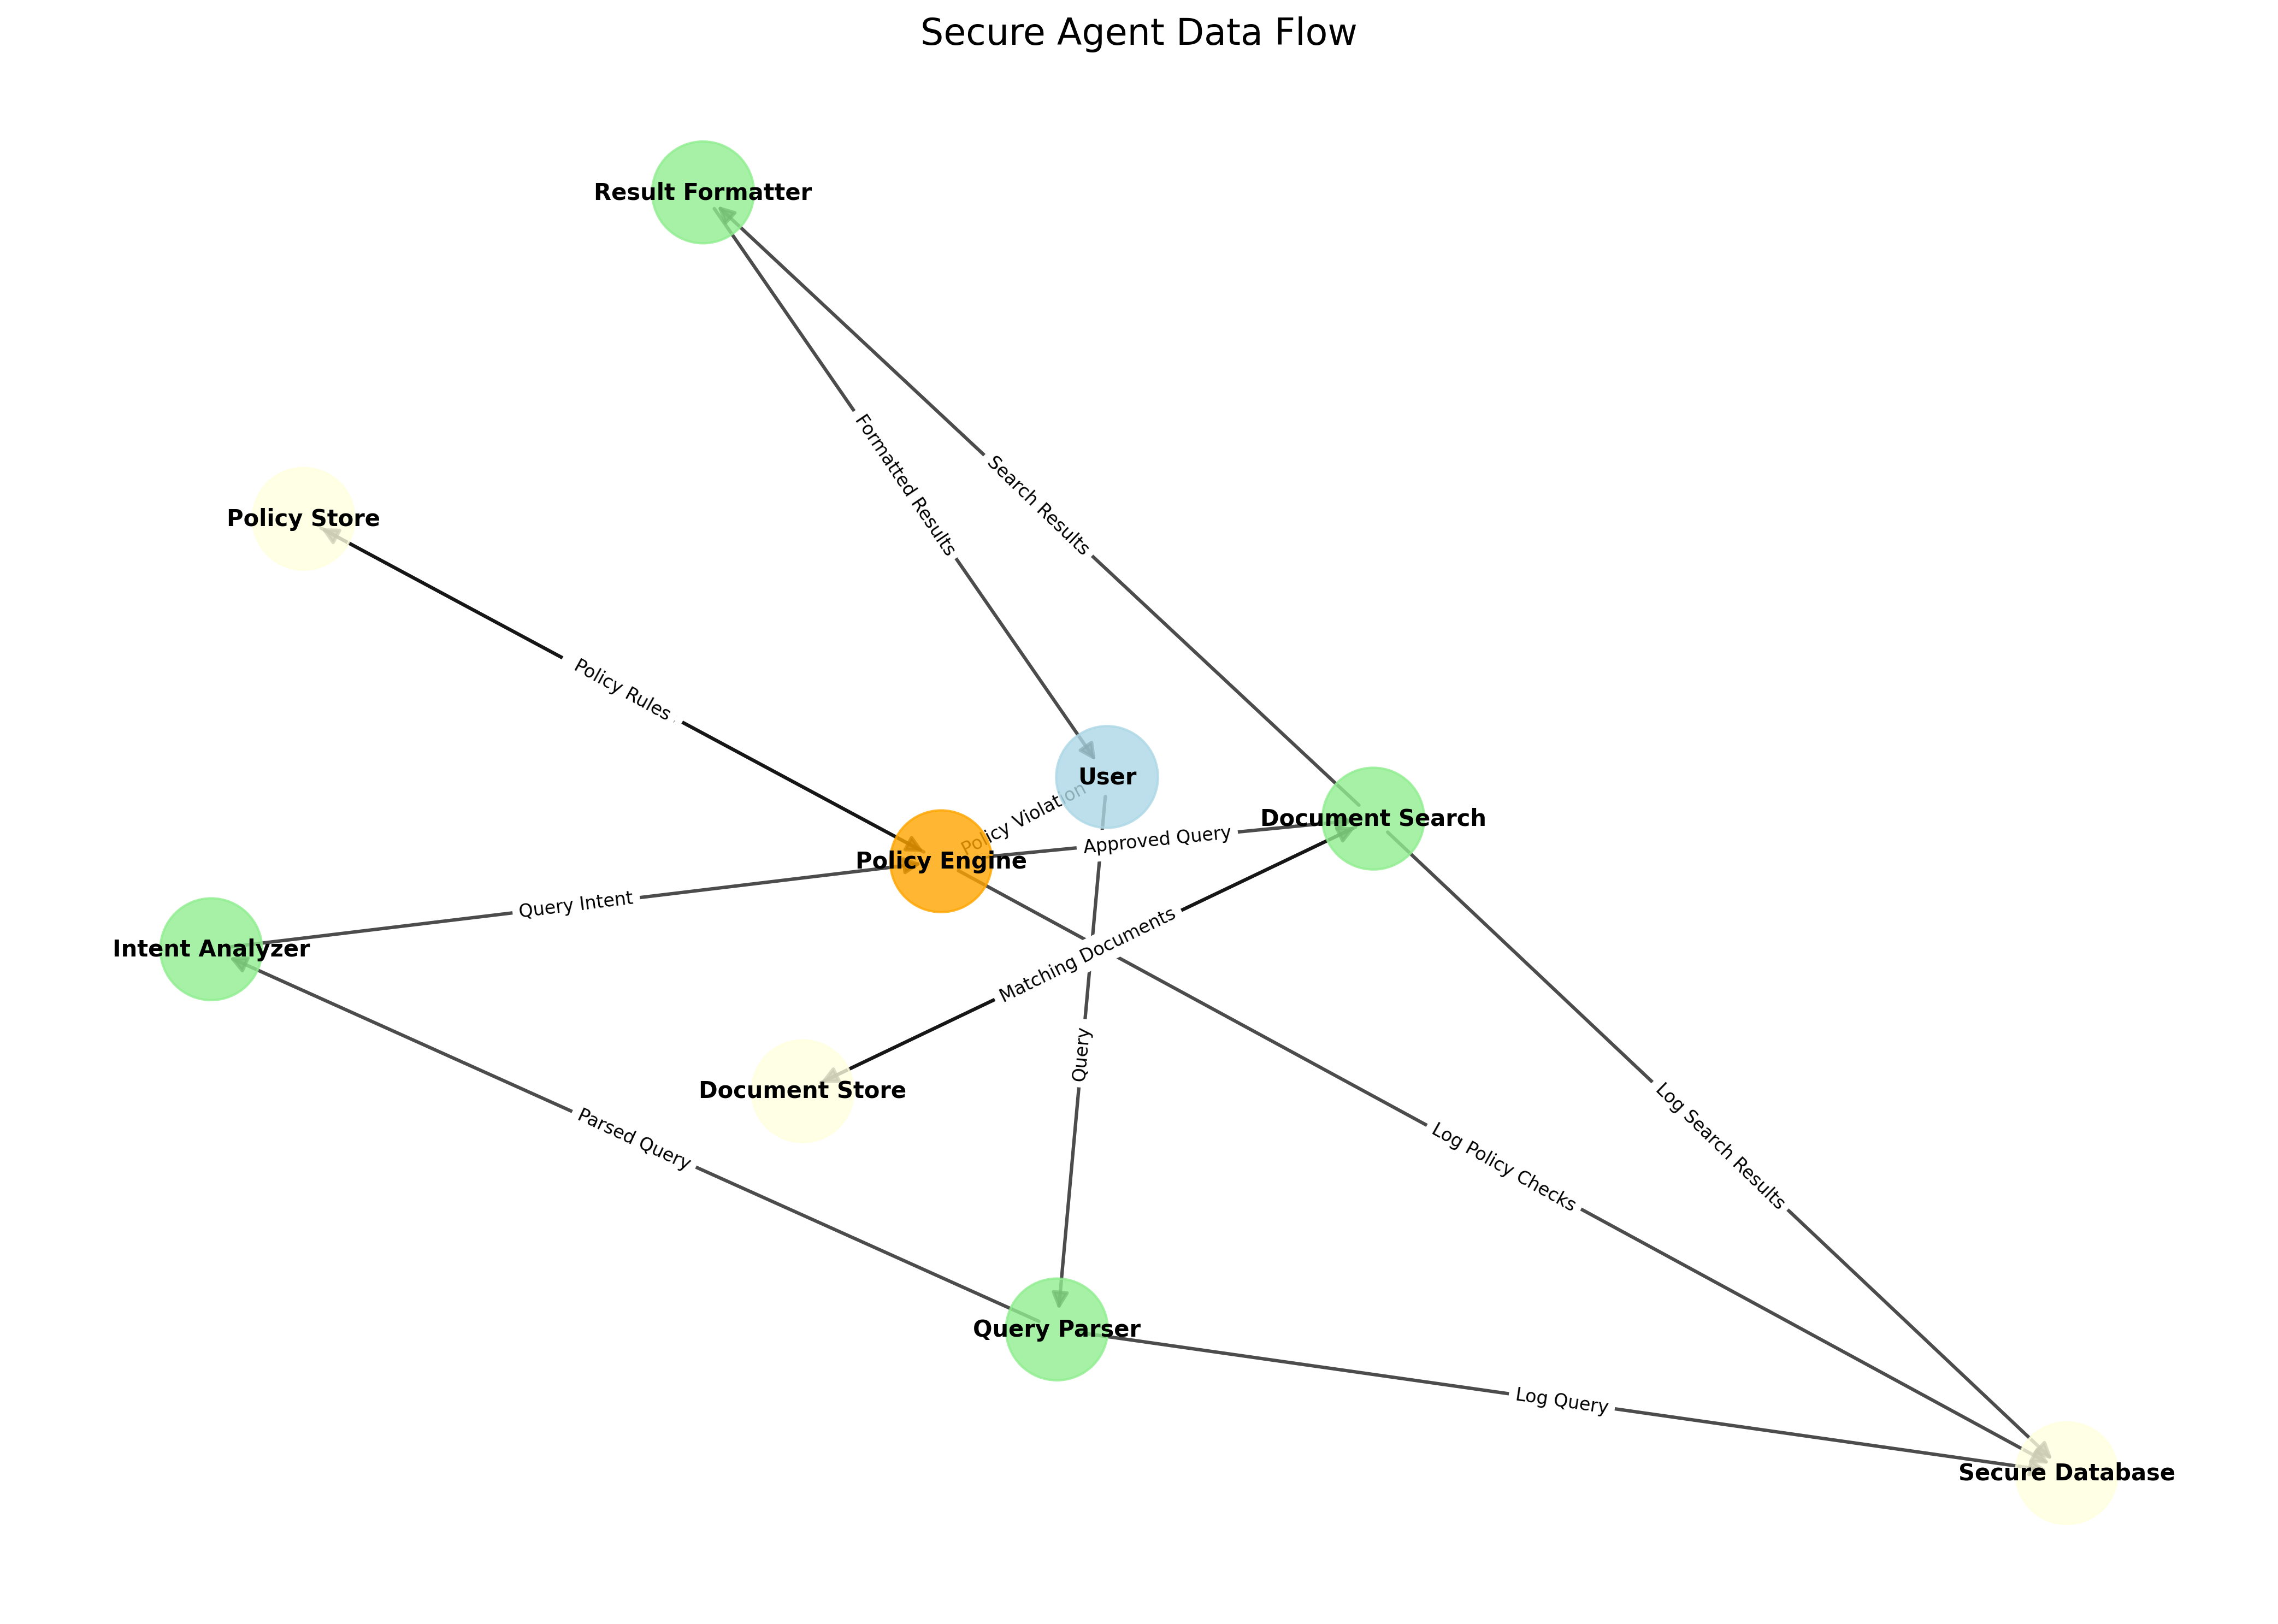 Secure Agent Data Flow
Result Formatter
Formatted Results
Search Results
Policy Store
Policy Rules
User
Policy Violation
Document Search
Approved Query
Policy Engine
Query Intent
Intent Analyzer
Matching Documents
Query
Document Store
Parsed Query
Log Search Results
Log Policy Checks
Query Parser
Log Query
Secure Database